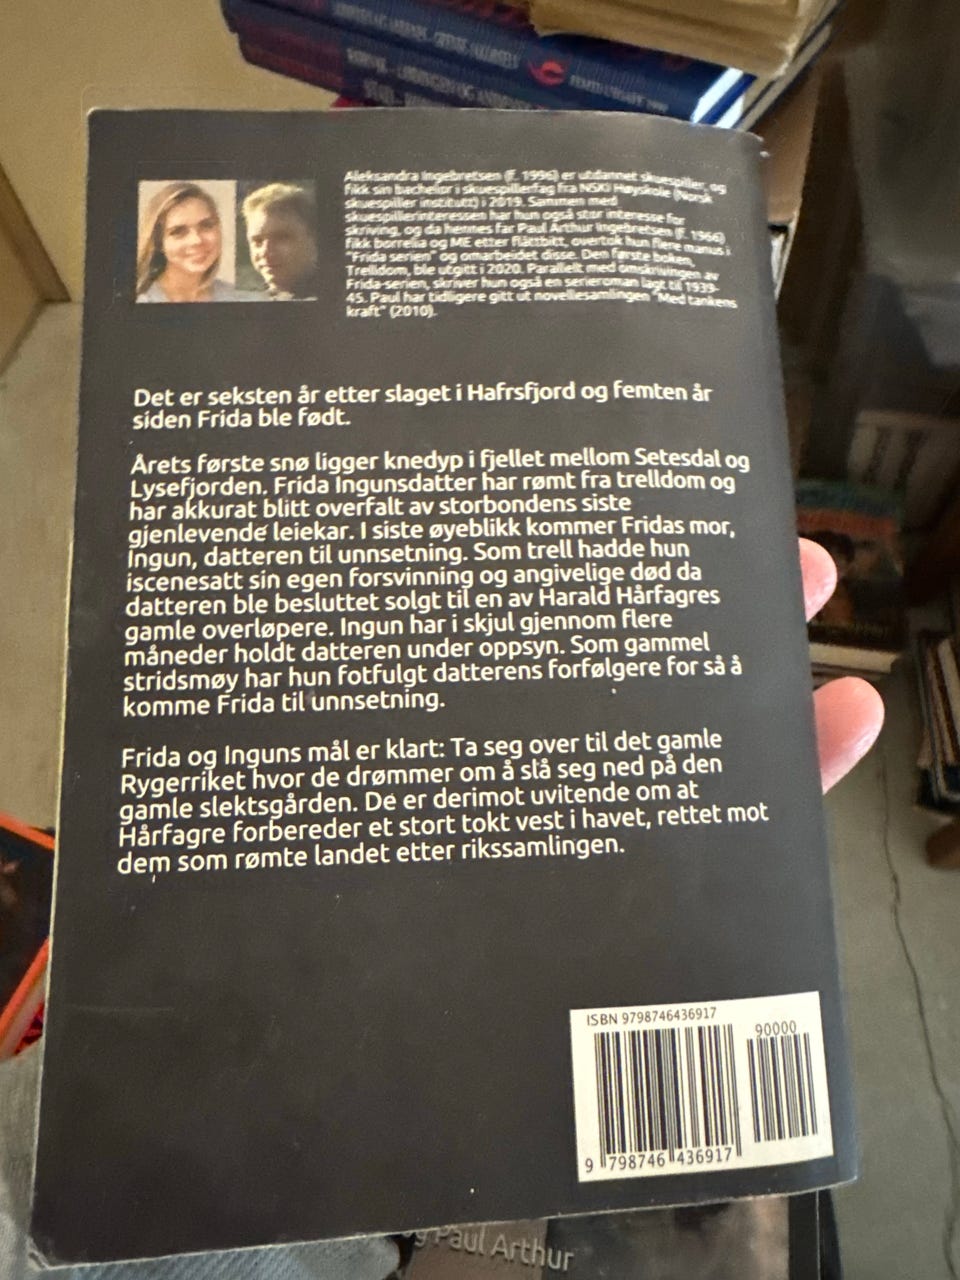 FEMTE UTGAVE
Aleksandra Ingebretsen (f. 1996) er utdannet skuespiller, og
fikk sin bachelor i skuespillerfag fra NSKI Høyskole (Norsk
skuespiller institutt) i 2019. Sammen med
skuespillerinteressen har hun også stor interesse for
skriving, og da hennes far Paul Arthur Ingebretsen (f. 1966)
fikk borrelia og ME etter flåttbitt, overtok hun flere manus i
"Frida serien" og omarbeidet disse. Den første boken,
Trelldom, ble utgitt i 2020. Parallelt med omskrivingen av
Frida-serien, skriver hun også en serieroman lagt til 1939-
45. Paul har tidligere gitt ut novellesamlingen "Med tankens
kraft" (2010).
Det er seksten år etter slaget i Hafrsfjord og femten år
siden Frida ble født.
Årets første snø ligger knedyp i fjellet mellom Setesdal og
Lysefjorden. Frida Ingunsdatter har rømt fra trelldom og
har akkurat blitt overfalt av storbondens siste
gjenlevende leiekar. I siste øyeblikk kommer Fridas mor,
Ingun, datteren til unnsetning. Som trell hadde hun
iscenesatt sin egen forsvinning og angivelige død da
datteren ble besluttet solgt til en av Harald Hårfagres
gamle overløpere. Ingun har i skjul gjennom flere
måneder holdt datteren under oppsyn. Som gammel
stridsmøy har hun fotfulgt datterens forfølgere for så å
komme Frida til unnsetning.
Frida og Inguns mål er klart: Ta seg over til det gamle
Rygerriket hvor de drømmer om å slå seg ned på den
gamle slektsgården. De er derimot uvitende om at
Hårfagre forbereder et stort tokt vest i havet, rettet mot
dem som rømte landet etter rikssamlingen.
ISBN 9798746436917
90000
9 798746 436917
og Paul Arthur